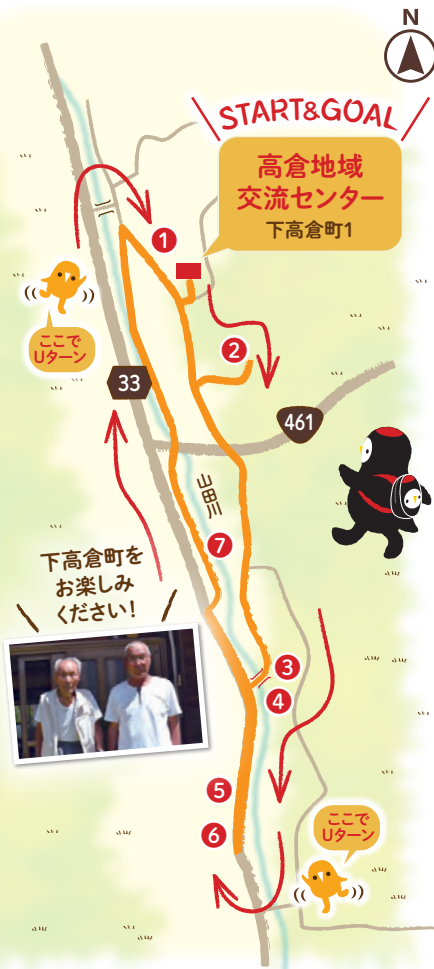 N
START&GOAL
高倉地域
交流センター
下高倉町1
1
2
ここで
Uターン
33
461
山田川
7
下高倉町を
お楽しみ
ください!
3
4
5
6
ここで
Uターン